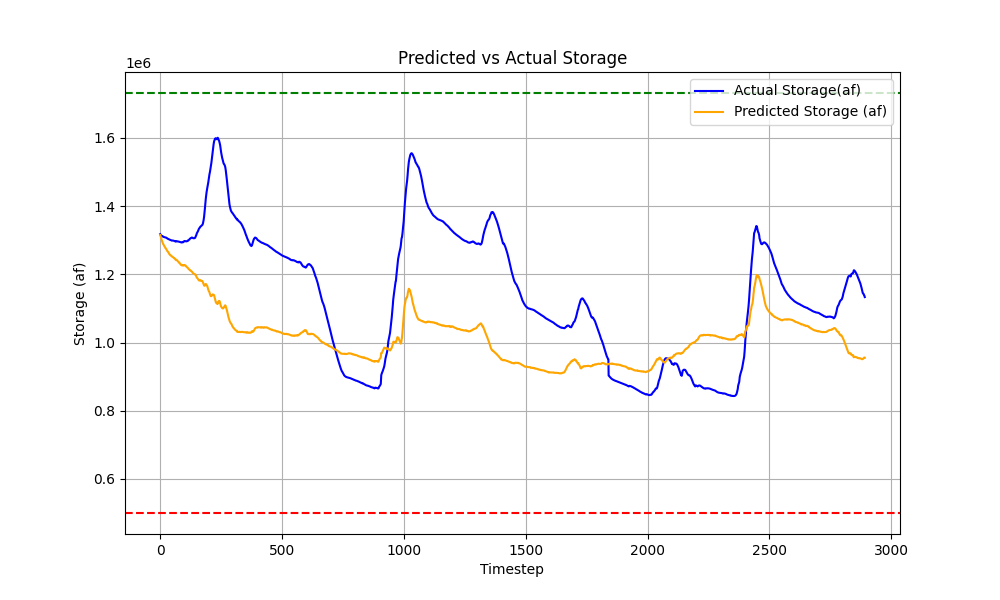 Predicted vs Actual Storage
1e6
Actual Storage(af)
Predicted Storage (af)
1.6
1.4
1.2
1.0
0.8
0.6
Storage (af)
0 500 1000 1500 2000 2500 3000
Timestep